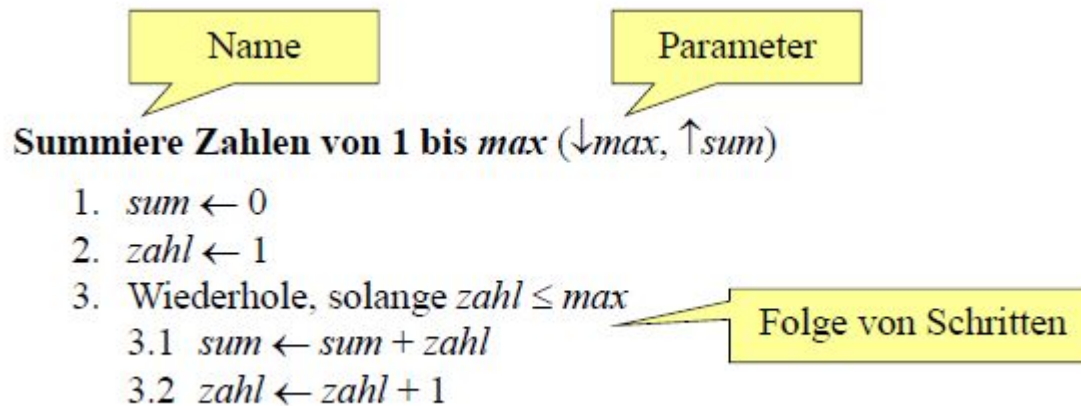 Name
Parameter
Summiere Zahlen von 1 bis max (↓max, ↑sum)
1. sum ← 0
2. zahl ← 1
3. Wiederhole, solange zahl ≤ max
Folge von Schritten
3.1 sum ← sum + zahl
3.2 zahl ← zahl + 1